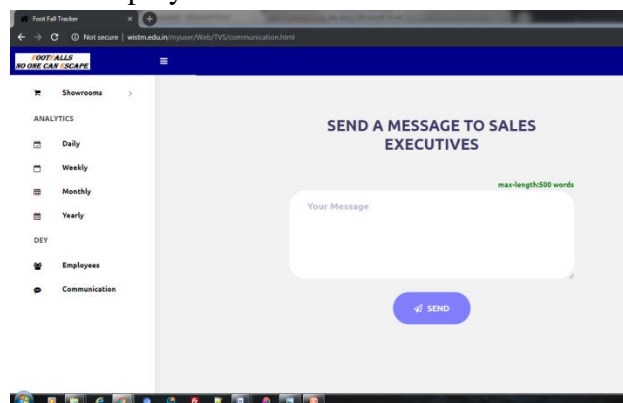 Foot Fall Tracker
Not secure | wistm.edu.in/myuser/Web/TVS/communication.html
FOOTFALLS
NO ONE CAN ESCAPE
Showrooms
ANALYTICS
Daily
Weekly
Monthly
Yearly
DEY
Employees
Communication
SEND A MESSAGE TO SALES
EXECUTIVES
max-length:500 words
Your Message
SEND